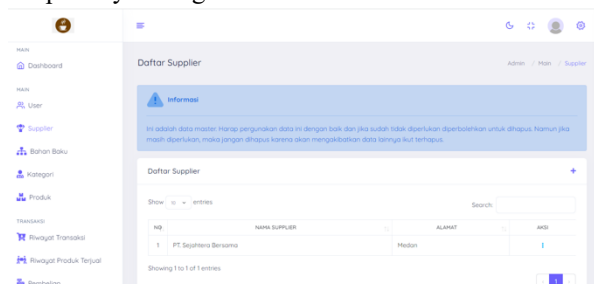 MAIN
Dashboard
Daftar Supplier
Admin / Main / Supplier
MAIN
User
Supplier
Bahan Baku
Kategori
Produk
TRANSAKSI
Riwayat Transaksi
Riwayat Produk Terjual
Pembelian
Informasi
Ini adalah data master. Harap pergunakan data ini dengan baik dan jika sudah tidak diperlukan diperbolehkan untuk dihapus. Namun jika
masih diperlukan, maka jangan dihapus karena akan mengakibatkan data lainnya ikut terhapus.
Daftar Supplier
Show 10 entries
Search:
NO NAMA SUPPLIER ALAMAT AKSI
1 PT. Sejahtera Bersama Medan
Showing 1 to 1 of 1 entries
1